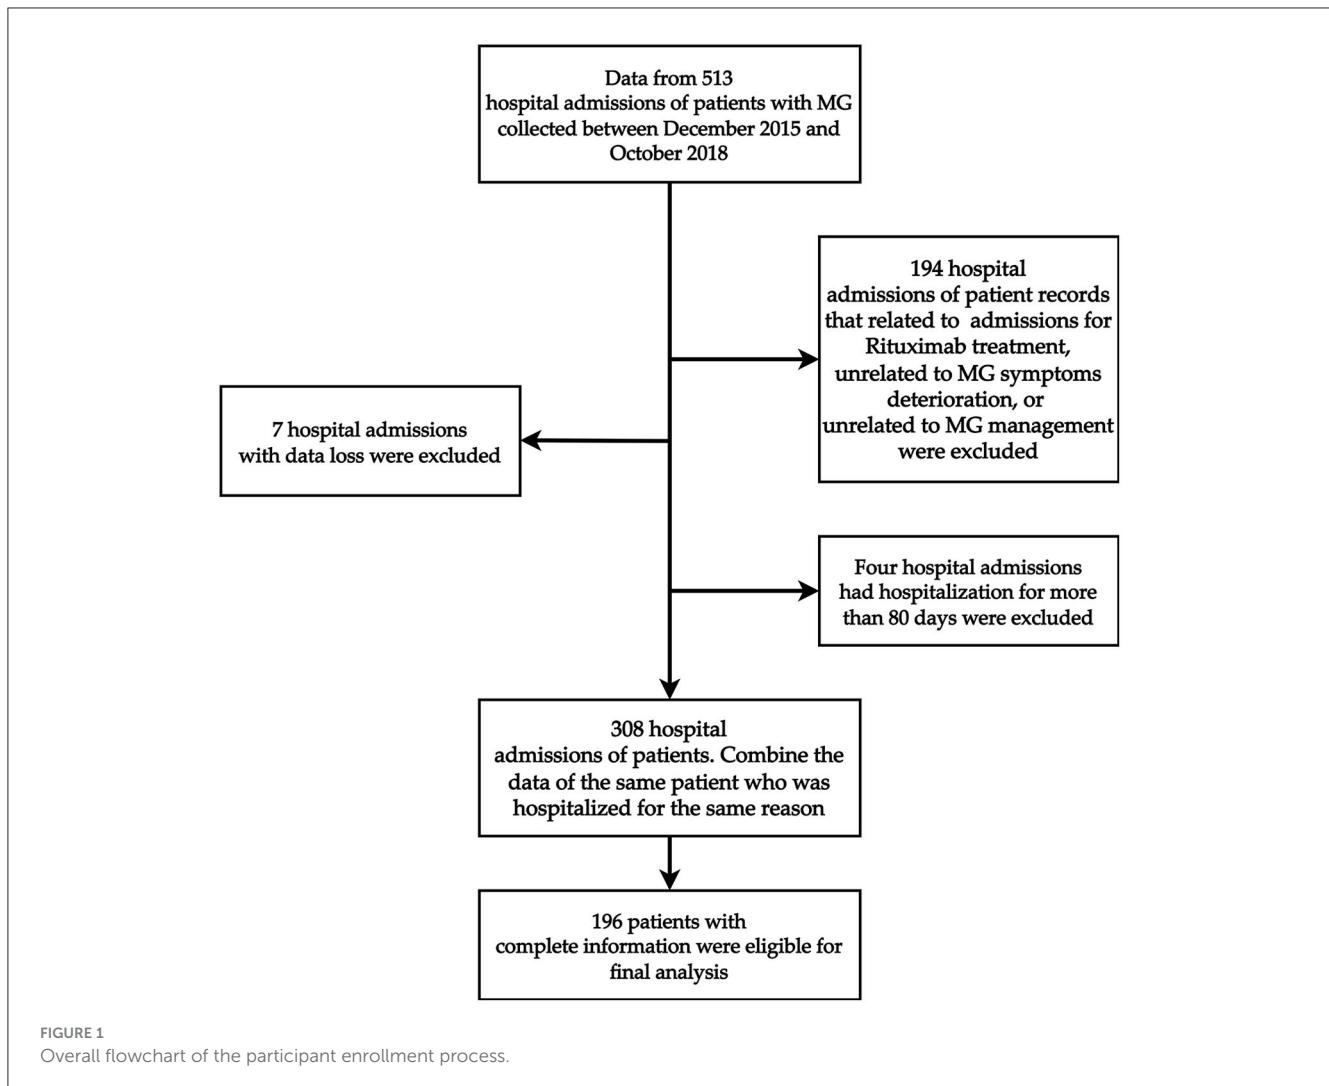 Data from 513
hospital admissions of patients with MG
collected between December 2015 and
October 2018
194 hospital
admissions of patient records
that related to admissions for
Rituximab treatment,
unrelated to MG symptoms
deterioration, or
unrelated to MG management
were excluded
7 hospital admissions
with data loss were excluded
Four hospital admissions
had hospitalization for more
than 80 days were excluded
308 hospital
admissions of patients. Combine the
data of the same patient who was
hospitalized for the same reason
196 patients with
complete information were eligible for
final analysis
FIGURE 1
Overall flowchart of the participant enrollment process.